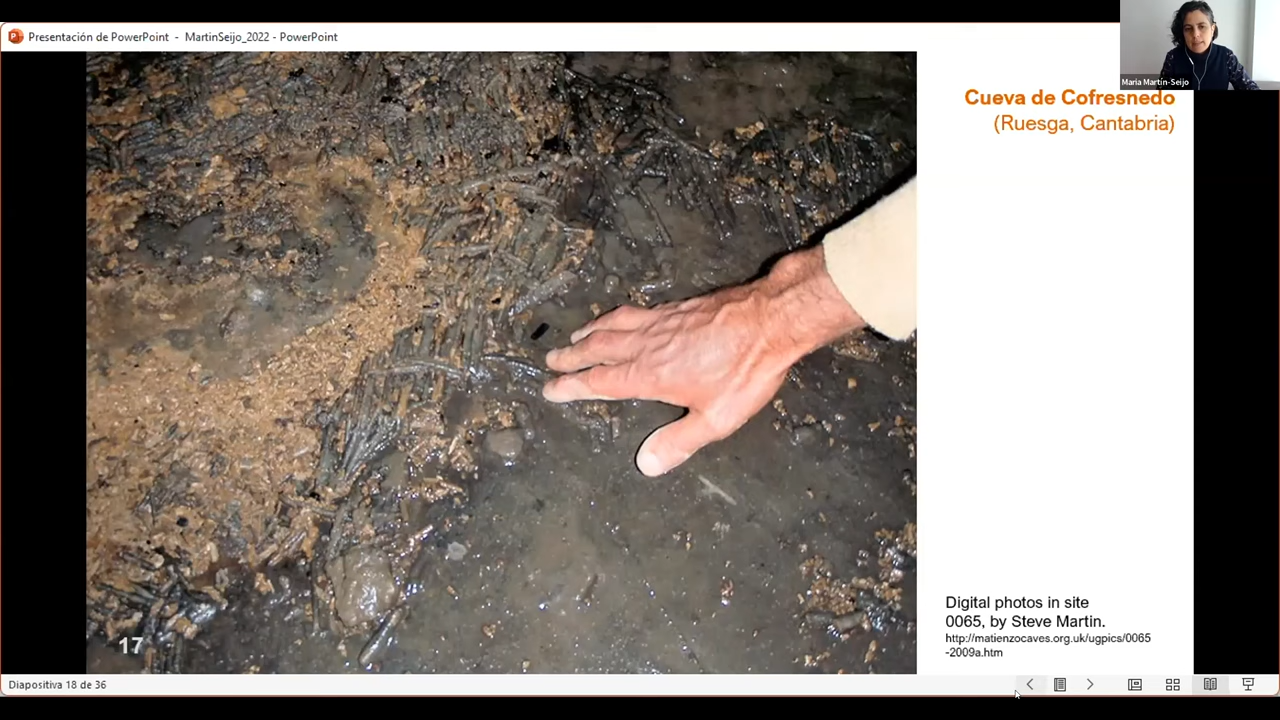 Presentación de PowerPoint - MartinSeijo_2022 - PowerPoint
Maria Martín-Seijo
Cueva de Cofresnedo
(Ruesga, Cantabria)
Digital photos in site
0065, by Steve Martin.
http://matienzocaves.org.uk/ugpics/0065
-2009a.htm
17
Diapositiva 18 de 36